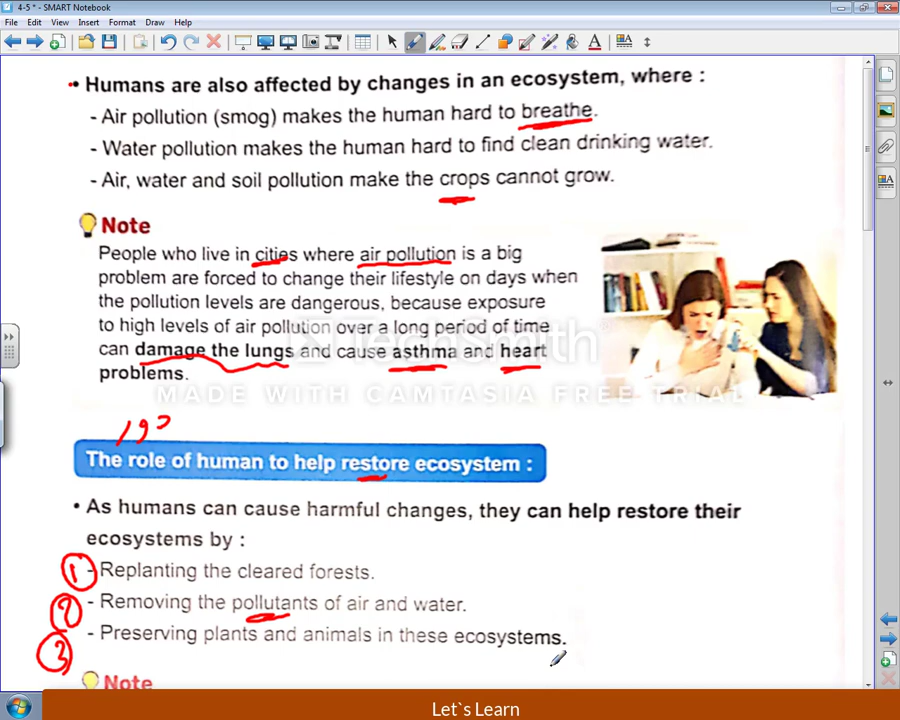 4-5 * - SMART Notebook
File Edit View Insert Format Draw Help
• Humans are also affected by changes in an ecosystem, where :
- Air pollution (smog) makes the human hard to breathe.
- Water pollution makes the human hard to find clean drinking water.
- Air, water and soil pollution make the crops cannot grow.
Note
People who live in cities where air pollution is a big
problem are forced to change their lifestyle on days when
the pollution levels are dangerous, because exposure
to high levels of air pollution over a long period of time
can damage the lungs and cause asthma and heart
problems.
TechSmith
MADE WITH CAMTASIA FREE TRIAL
The role of human to help restore ecosystem :
• As humans can cause harmful changes, they can help restore their
ecosystems by :
1 - Replanting the cleared forests.
2 - Removing the pollutants of air and water.
3 - Preserving plants and animals in these ecosystems.
Note
Let`s Learn